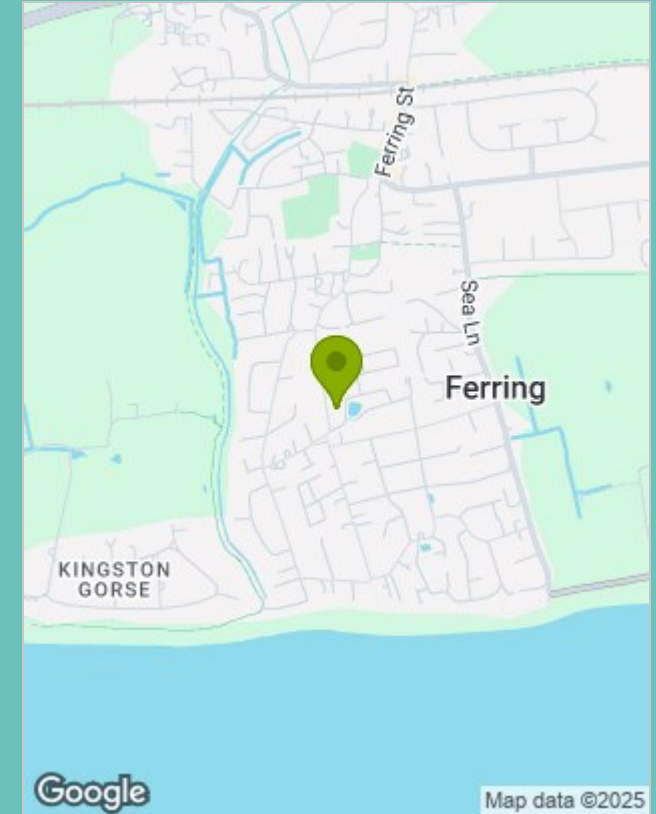 Ferring St
Sea Ln
Ferring
KINGSTON
GORSE
Google
Map data ©2025